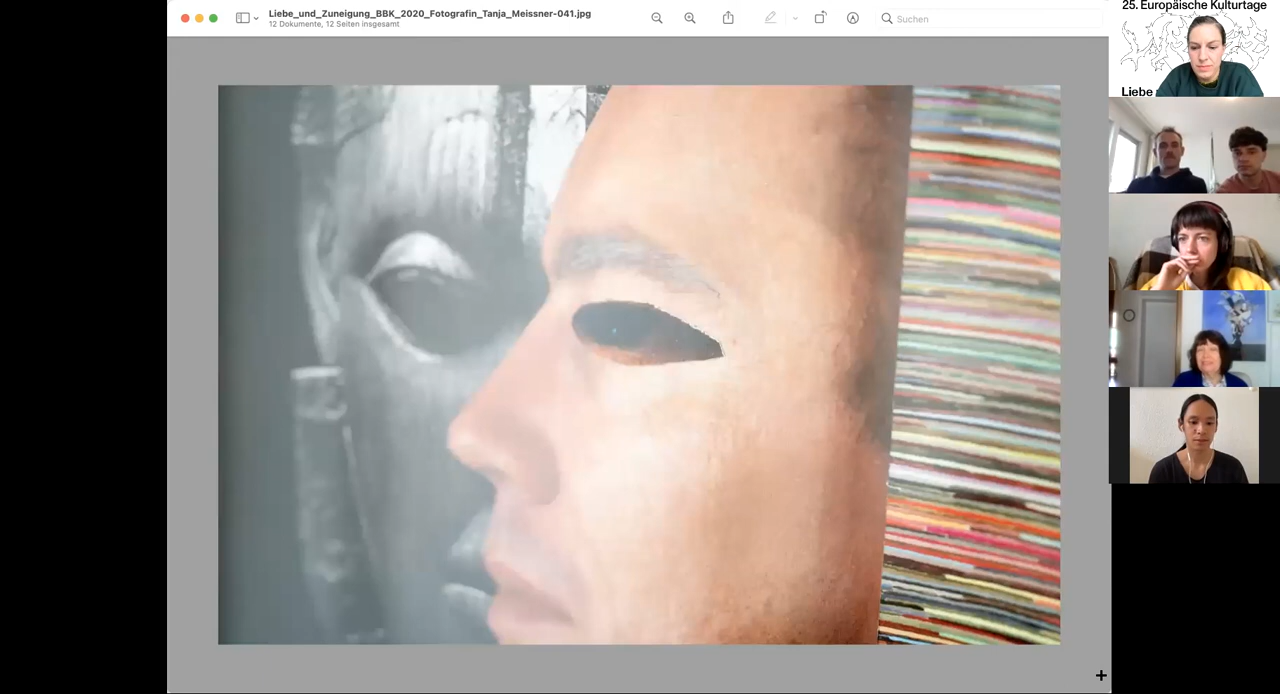 Liebe_und_Zuneigung_BBK_2020_Fotografin_Tanja_Meissner-041.jpg
12 Dokumente, 12 Seiten insgesamt
Suchen
25. Europäische Kulturtage
Liebe